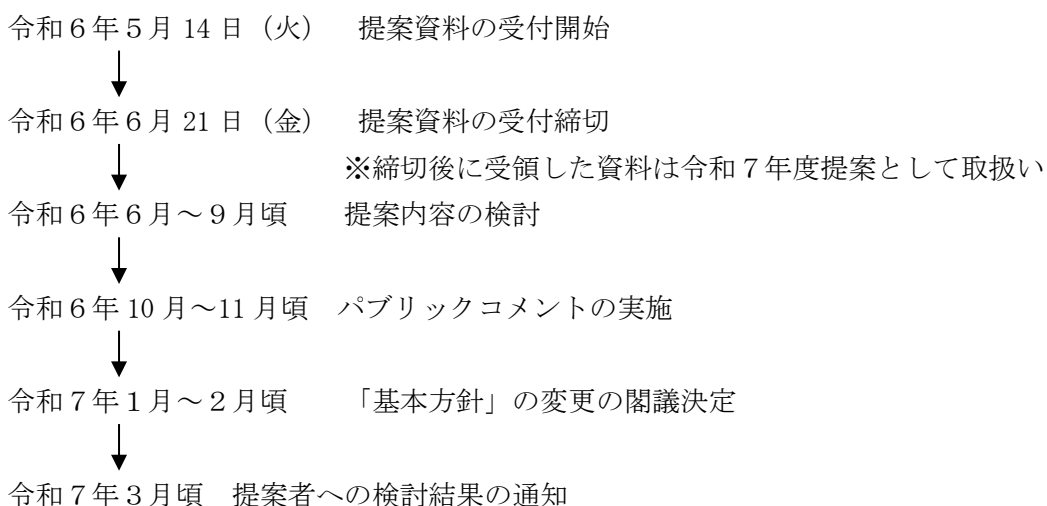 令和６年５月 14 日（火）　提案資料の受付開始
令和６年６月 21 日（金）　提案資料の受付締切
※締切後に受領した資料は令和７年度提案として取扱い
令和６年６月～９月頃　　提案内容の検討
令和６年 10 月～11 月頃　パブリックコメントの実施
令和７年１月～２月頃　　「基本方針」の変更の閣議決定
令和７年３月頃　提案者への検討結果の通知